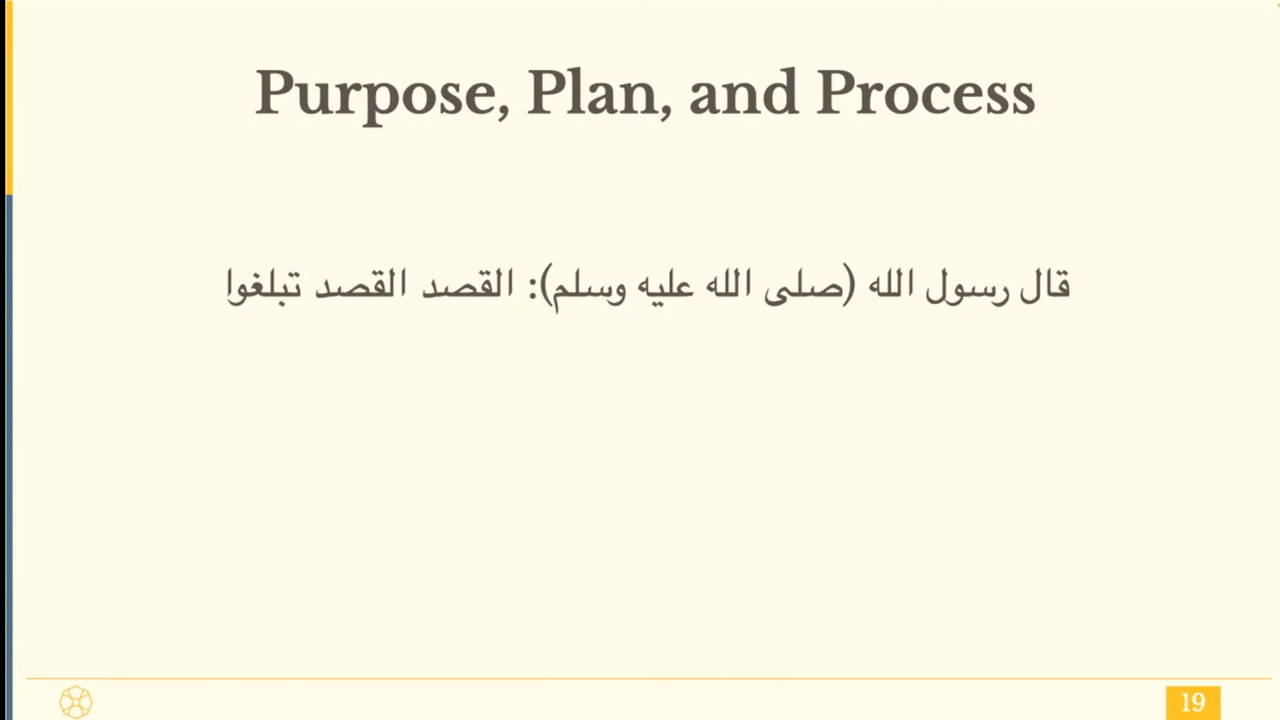 Purpose, Plan, and Process
قال رسول الله (صلى الله عليه وسلم): القصد القصد تبلغوا
19